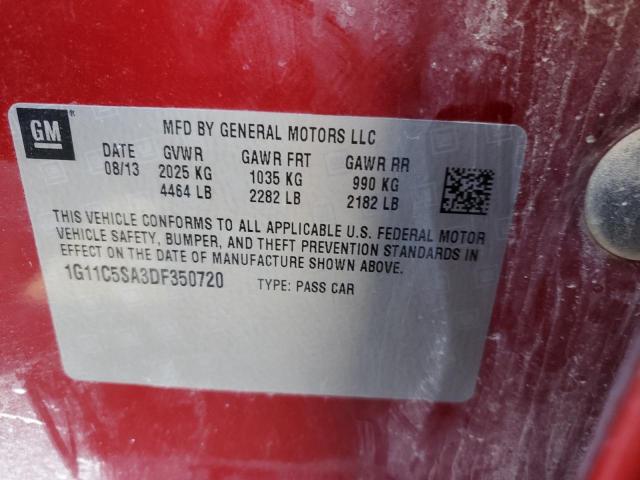 GM®
MFD BY GENERAL MOTORS LLC
DATE GVWR GAWR FRT GAWR RR
08/13 2025 KG 1035 KG 990 KG
4464 LB 2282 LB 2182 LB
THIS VEHICLE CONFORMS TO ALL APPLICABLE U.S. FEDERAL MOTOR
VEHICLE SAFETY, BUMPER, AND THEFT PREVENTION STANDARDS IN
EFFECT ON THE DATE OF MANUFACTURE SHOWN ABOVE.
1G11C5SA3DF350720 TYPE: PASS CAR